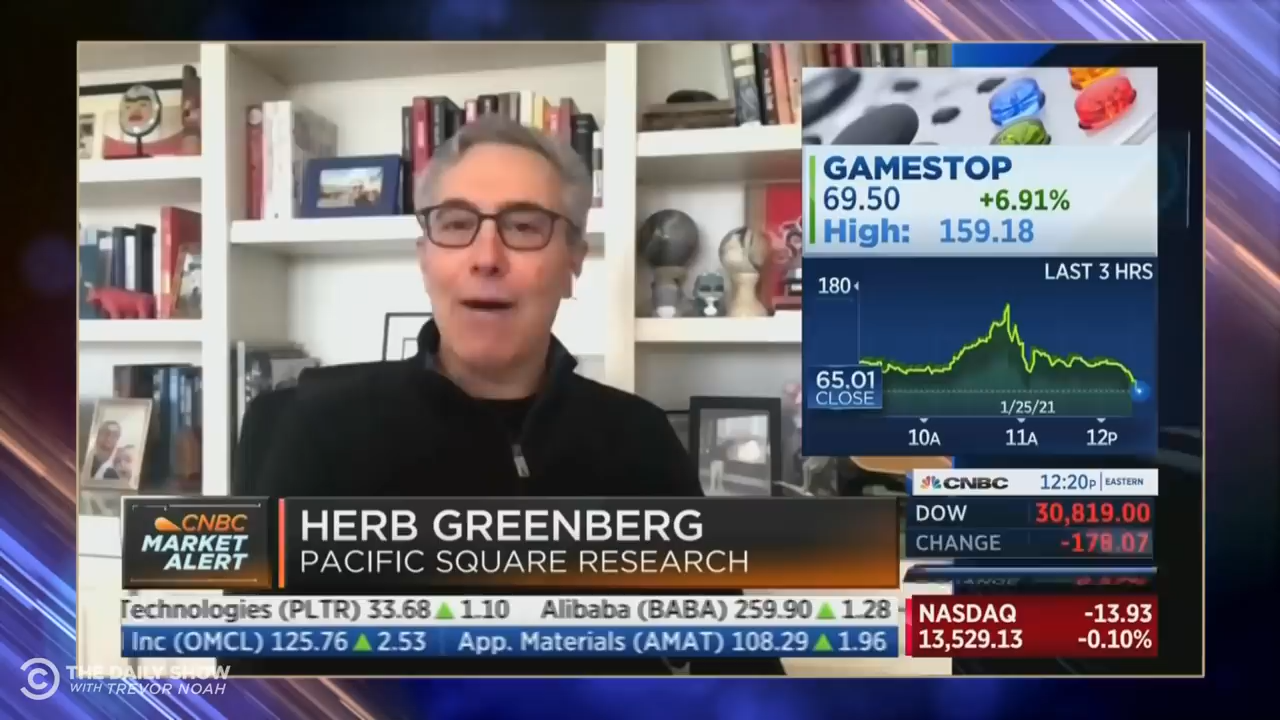 GAMESTOP
69.50 +6.91%
High: 159.18
LAST 3 HRS
180
65.01
CLOSE
1/25/21
10A 11A 12P
CNBC 12:20P EASTERN
DOW 30,819.00
CHANGE -178.07
NASDAQ -13.93
13,529.13 -0.10%
CNBC
MARKET
ALERT
HERB GREENBERG
PACIFIC SQUARE RESEARCH
Technologies (PLTR) 33.68 1.10 Alibaba (BABA) 259.90 1.28
Inc (OMCL) 125.76 2.53 App. Materials (AMAT) 108.29 1.96
THE DAILY SHOW
WITH TREVOR NOAH